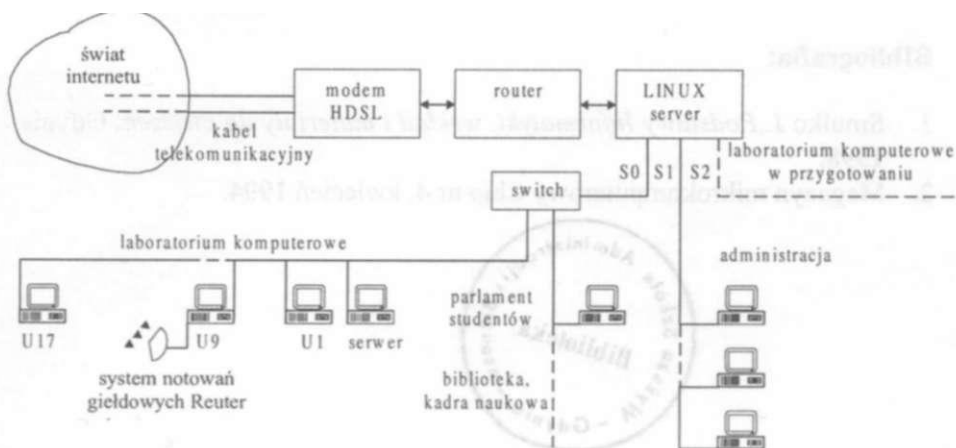 świat
internetu
kabel
telekomunikacyjny
modem
HDSL
router
LINUX
server
S0 S1 S2
laboratorium komputerowe
w przygotowaniu
switch
laboratorium komputerowe
administracja
parlament
studentów
U17
U9
U1
serwer
system notowań
giełdowych Reuter
biblioteka,
kadra naukowa
Biblioteka